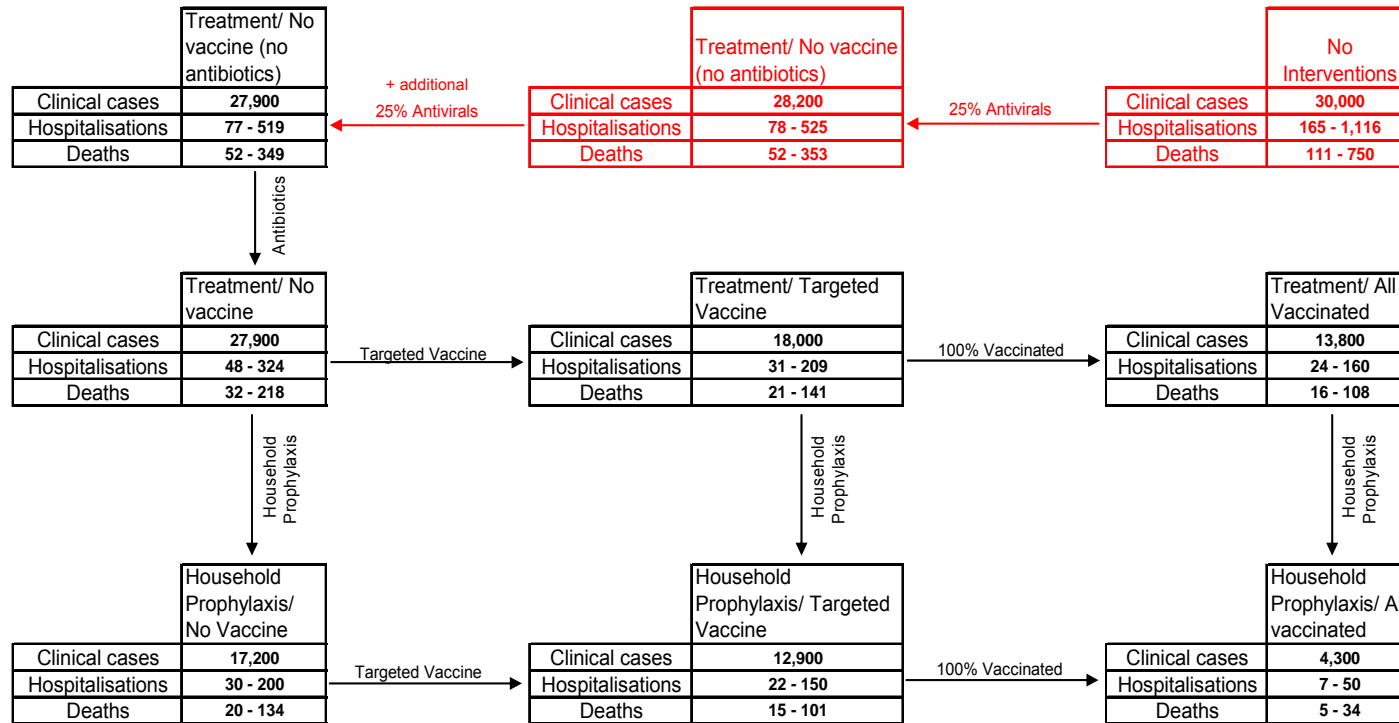 Treatment/ No
vaccine (no
antibiotics)
Clinical cases 27,900
Hospitalisations 77 - 519
Deaths 52 - 349
+ additional
25% Antivirals
Treatment/ No vaccine
(no antibiotics)
Clinical cases 28,200
Hospitalisations 78 - 525
Deaths 52 - 353
25% Antivirals
No
Interventions
Clinical cases 30,000
Hospitalisations 165 - 1,116
Deaths 111 - 750
Antibiotics
Treatment/ No
vaccine
Clinical cases 27,900
Hospitalisations 48 - 324
Deaths 32 - 218
Targeted Vaccine
Treatment/ Targeted
Vaccine
Clinical cases 18,000
Hospitalisations 31 - 209
Deaths 21 - 141
100% Vaccinated
Treatment/ All
Vaccinated
Clinical cases 13,800
Hospitalisations 24 - 160
Deaths 16 - 108
Household
Prophylaxis
Household
Prophylaxis
Household
Prophylaxis
Household
Prophylaxis/
No Vaccine
Clinical cases 17,200
Hospitalisations 30 - 200
Deaths 20 - 134
Targeted Vaccine
Household
Prophylaxis/ Targeted
Vaccine
Clinical cases 12,900
Hospitalisations 22 - 150
Deaths 15 - 101
100% Vaccinated
Household
Prophylaxis/
vaccinated
Clinical cases 4,300
Hospitalisations 7 - 50
Deaths 5 - 34